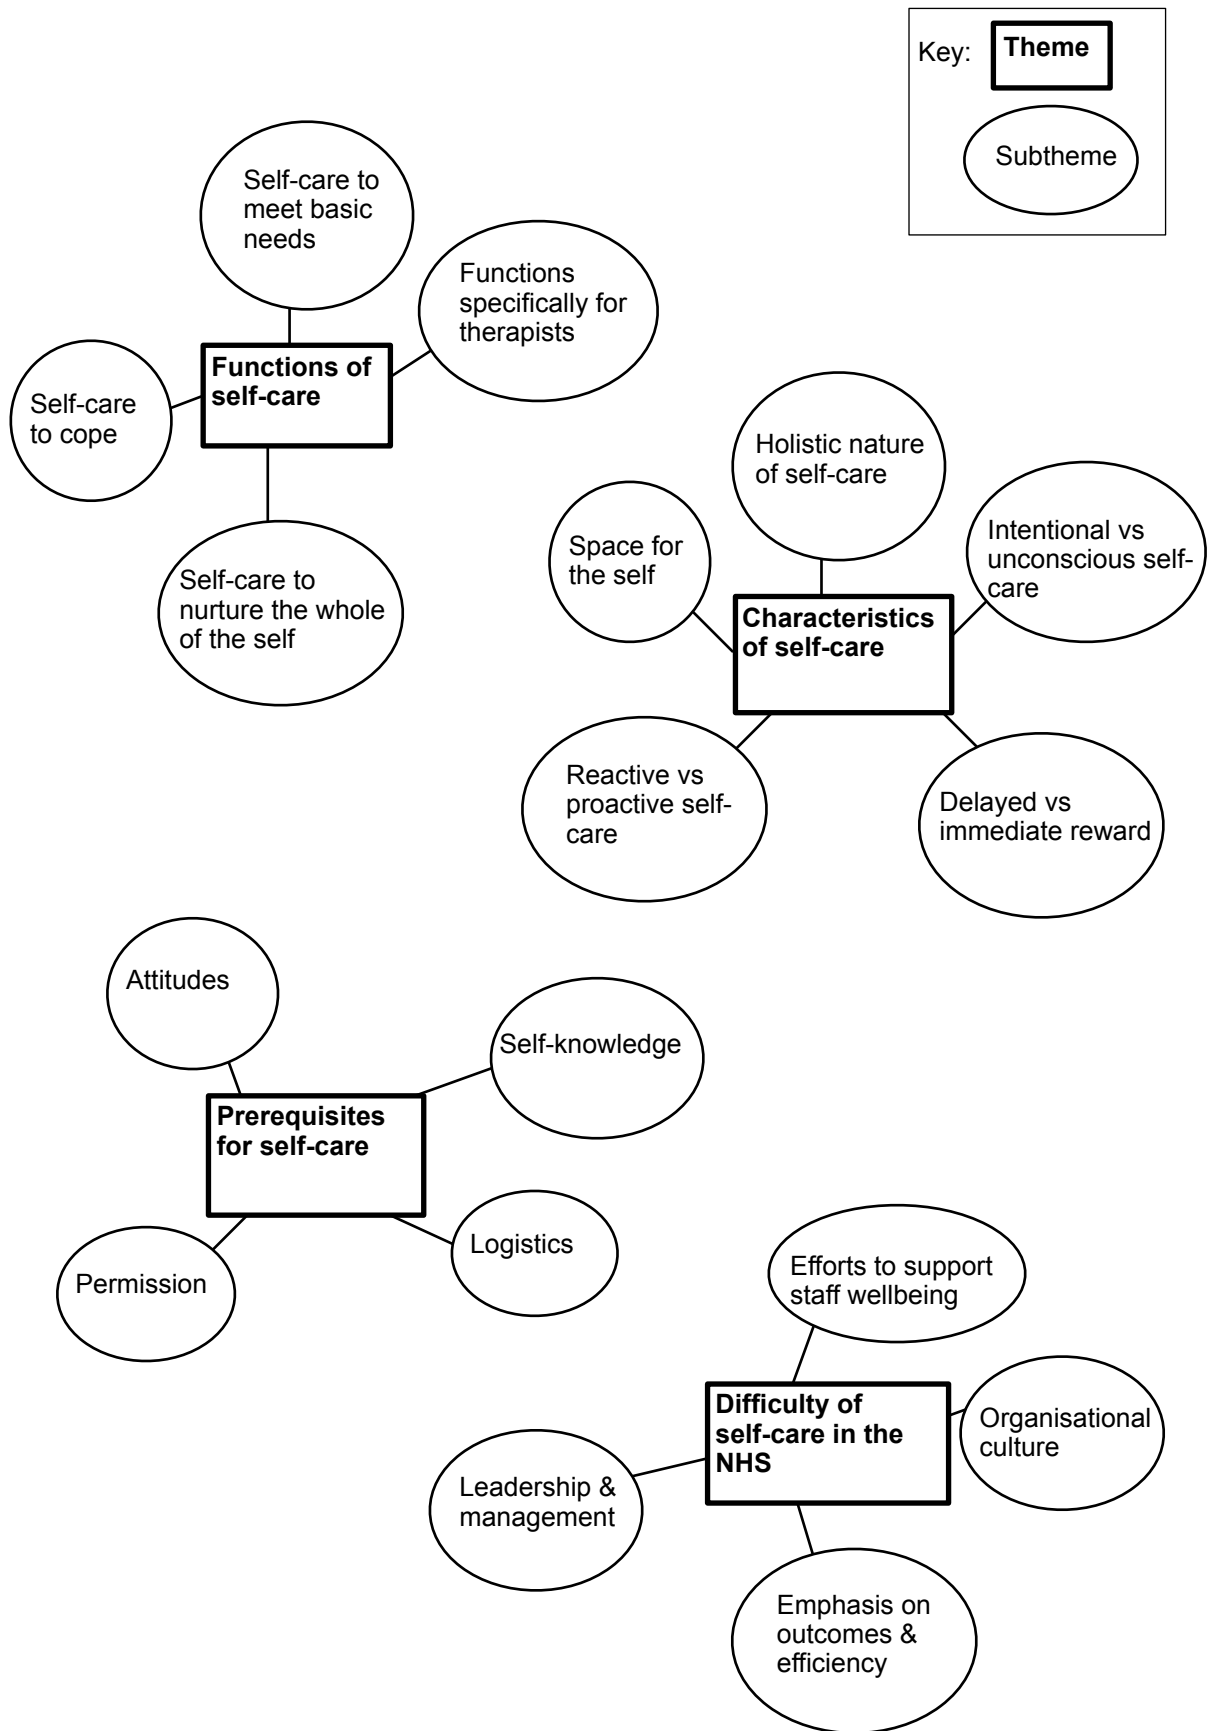 Key:
Theme
Subtheme
Self-care to
meet basic
needs
Functions
specifically for
therapists
Functions of
self-care
Self-care
to cope
Self-care to
nurture the whole
of the self
Holistic nature
of self-care
Intentional vs
unconscious self-
care
Space for
the self
Characteristics
of self-care
Reactive vs
proactive self-
care
Delayed vs
immediate reward
Attitudes
Self-knowledge
Prerequisites
for self-care
Logistics
Permission
Efforts to support
staff wellbeing
Difficulty of
self-care in the
NHS
Organisational
culture
Leadership &
management
Emphasis on
outcomes &
efficiency